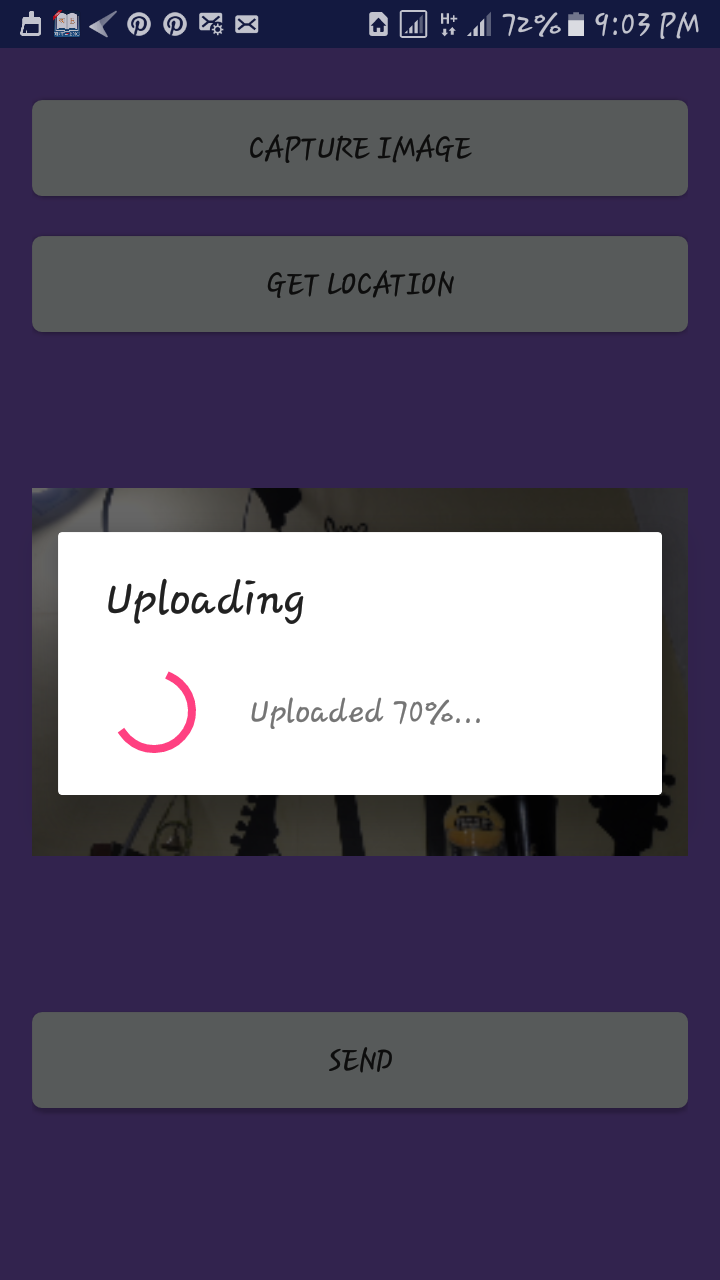 H+ 72% 9:03 PM
CAPTURE IMAGE
GET LOCATION
Uploading
Uploaded 70%...
SEND